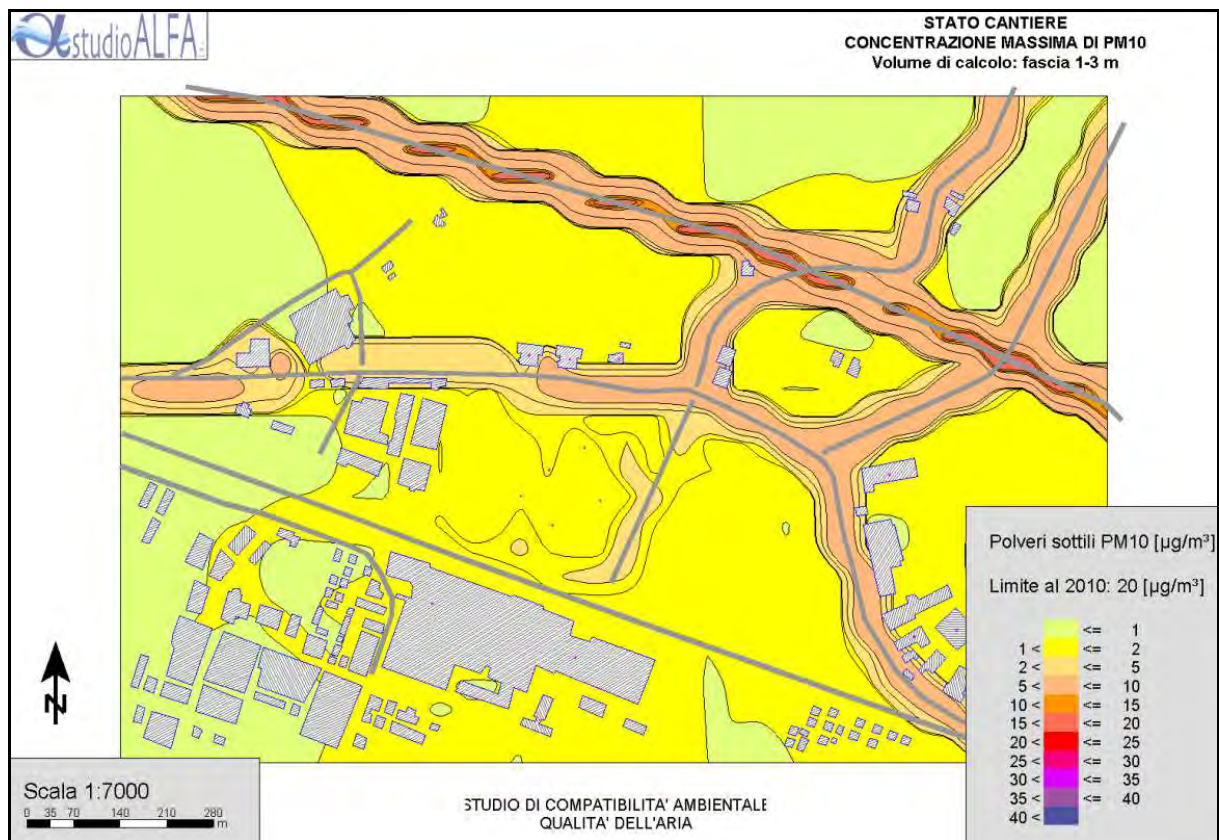 αstudioALFA
STATO CANTIERE
CONCENTRAZIONE MASSIMA DI PM10
Volume di calcolo: fascia 1-3 m
Polveri sottili PM10 [µg/m³]
Limite al 2010: 20 [µg/m³]
<= 1
1 < <= 2
2 < <= 5
5 < <= 10
10 < <= 15
15 < <= 20
20 < <= 25
25 < <= 30
30 < <= 35
35 < <= 40
40 <
N
Scala 1:7000
0 35 70 140 210 280
m
STUDIO DI COMPATIBILITA' AMBIENTALE
QUALITA' DELL'ARIA